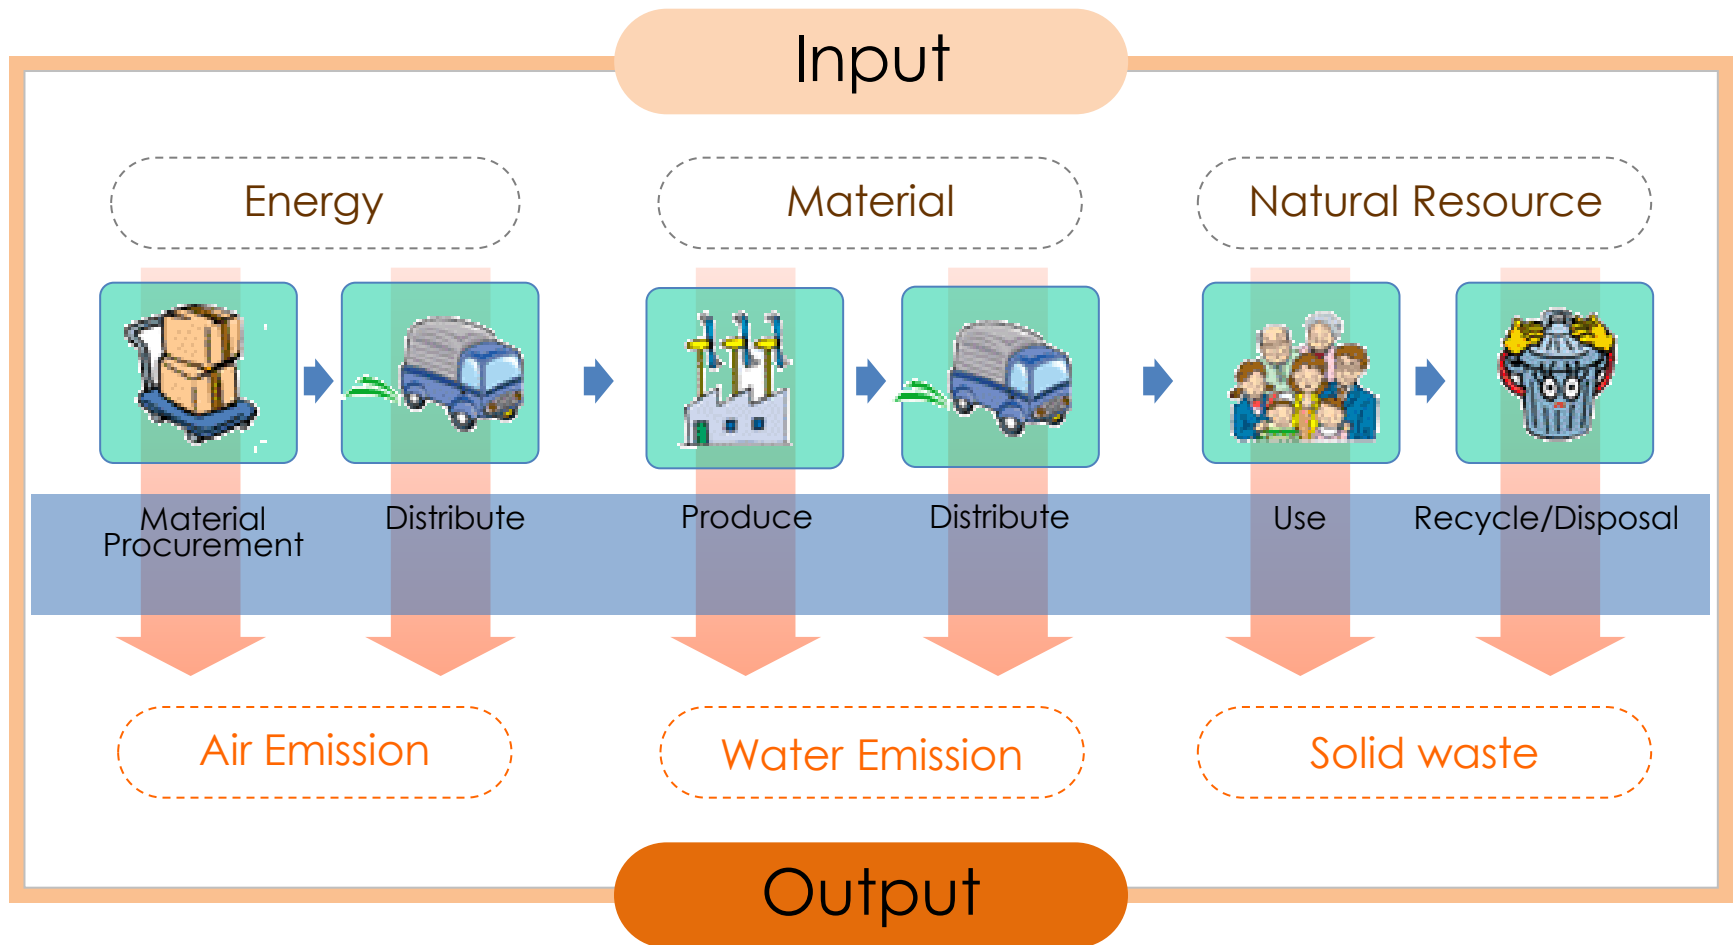 Input
Energy
Material
Natural Resource
Material
Procurement
Distribute
Produce
Distribute
Use
Recycle/Disposal
Air Emission
Water Emission
Solid waste
Output